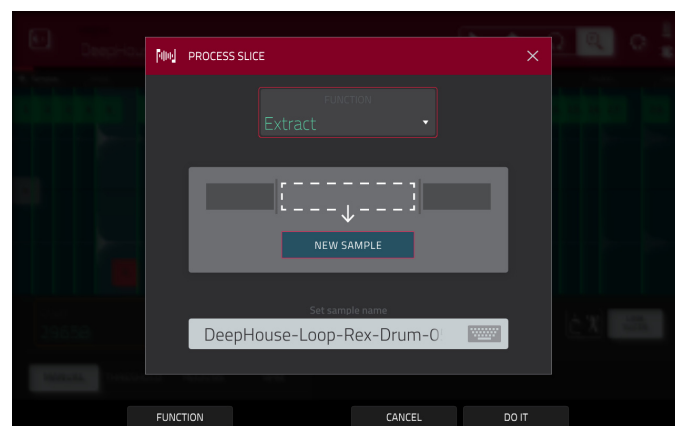 PROCESS SLICE
FUNCTION
Extract
NEW SAMPLE
Set sample name
DeepHouse-Loop-Rex-Drum-0
FUNCTION
CANCEL
DO IT